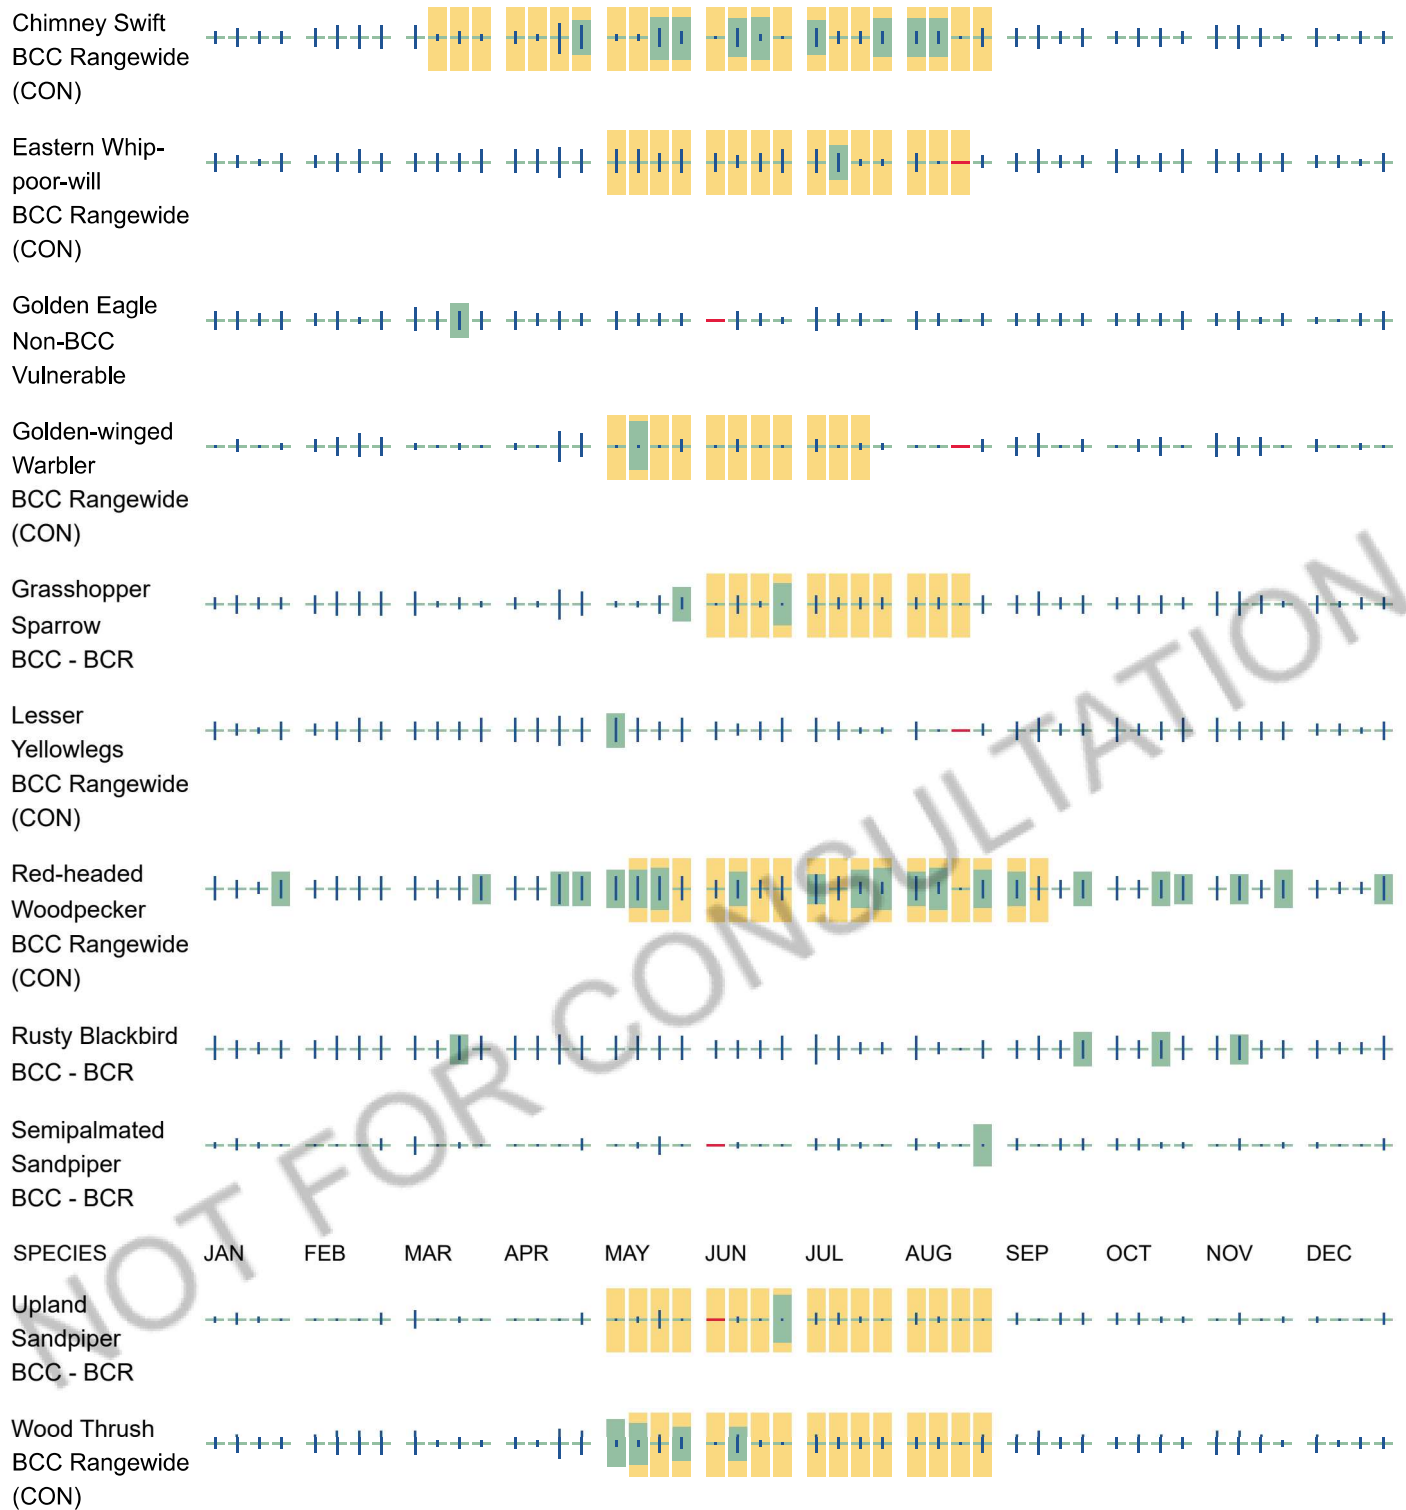 Chimney Swift
BCC Rangewide
(CON)
Eastern Whip-
poor-will
BCC Rangewide
(CON)
Golden Eagle
Non-BCC
Vulnerable
Golden-winged
Warbler
BCC Rangewide
(CON)
Grasshopper
Sparrow
BCC - BCR
Lesser
Yellowlegs
BCC Rangewide
(CON)
Red-headed
Woodpecker
BCC Rangewide
(CON)
Rusty Blackbird
BCC - BCR
Semipalmated
Sandpiper
BCC - BCR
SPECIES JAN FEB MAR APR MAY JUN JUL AUG SEP OCT NOV DEC
Upland
Sandpiper
BCC - BCR
Wood Thrush
BCC Rangewide
(CON)
NOT FOR CONSULTATION